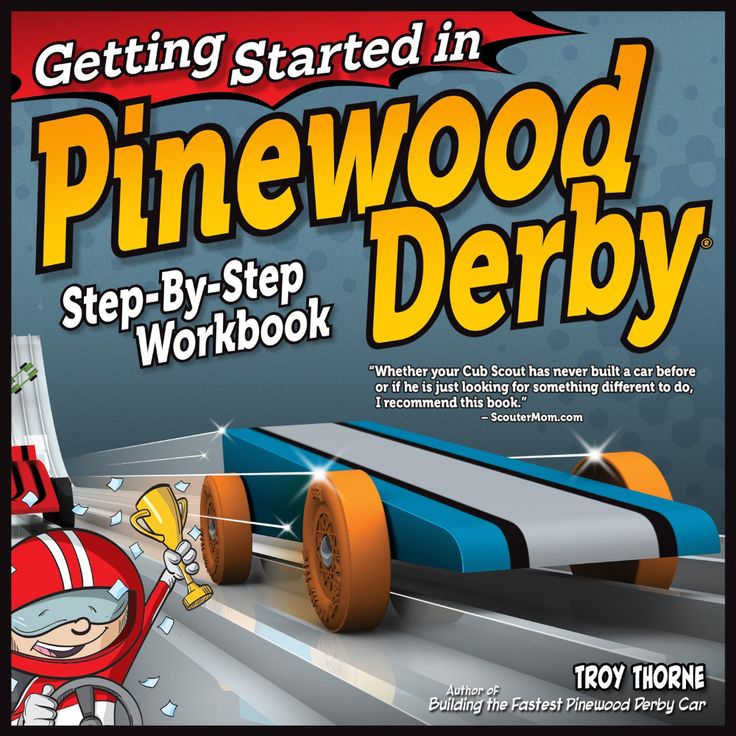 Getting Started in
Pinewood
Derby®
Step-By-Step
Workbook
“Whether your Cub Scout has never built a car before
or if he is just looking for something different to do,
I recommend this book.”
– ScouterMom.com
TROY THORNE
Author of
Building the Fastest Pinewood Derby Car